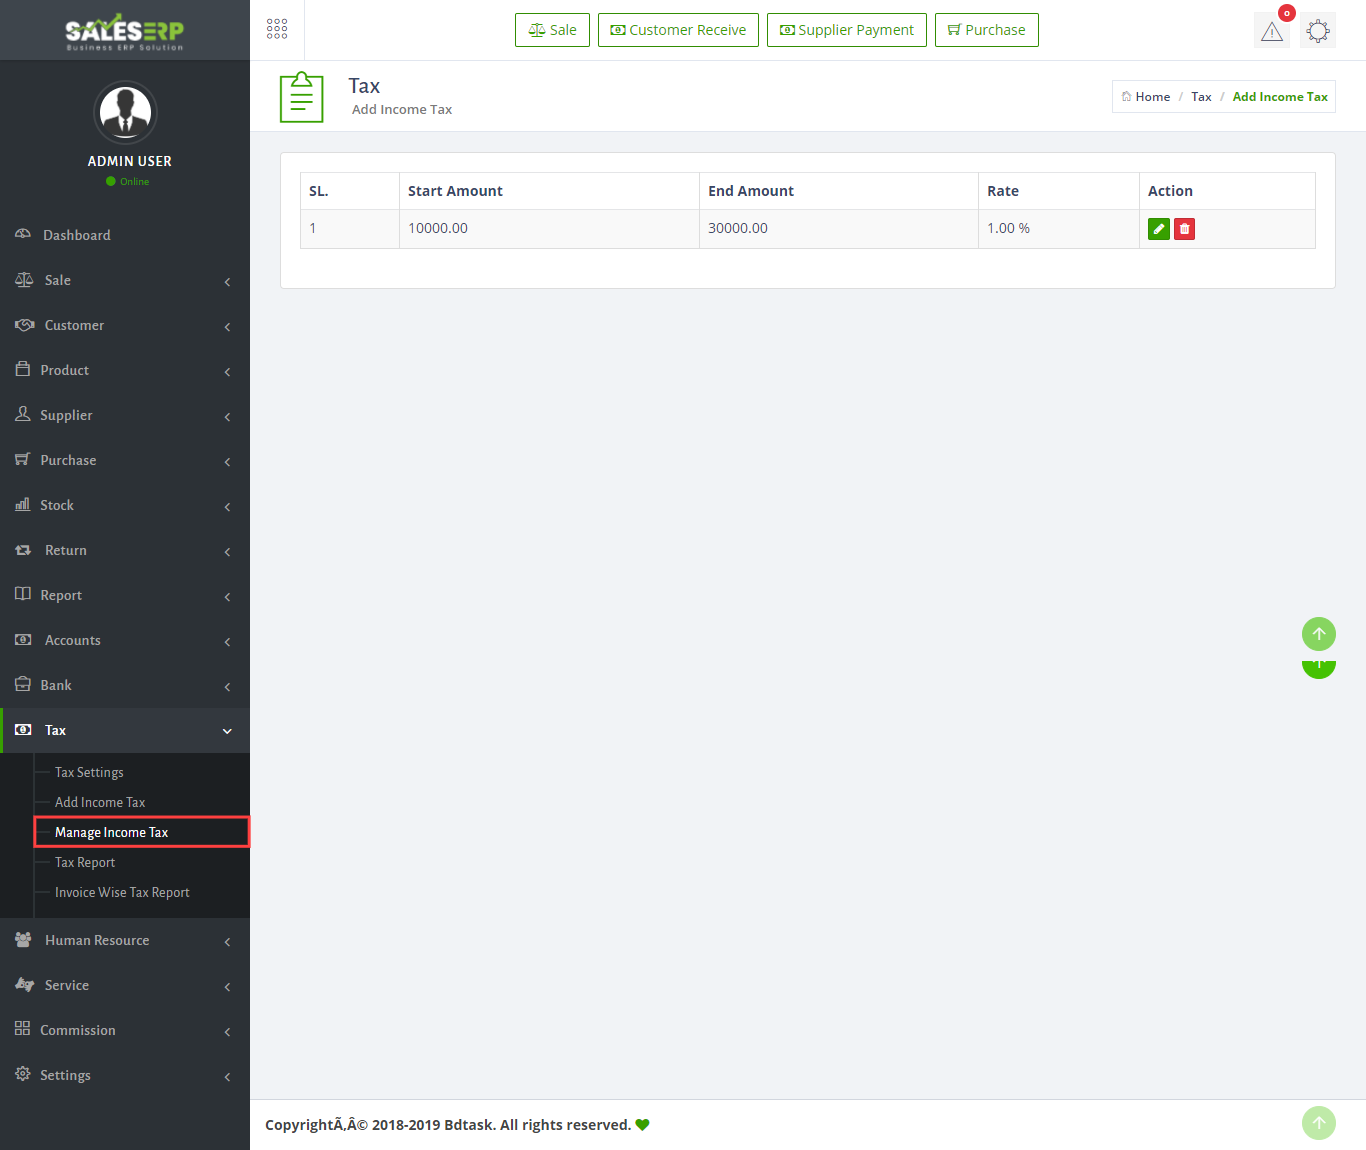 SALESERP
Business ERP Solution
Sale
Customer Receive
Supplier Payment
Purchase
0
Tax
Add Income Tax
Home / Tax / Add Income Tax
ADMIN USER
Online
Dashboard
Sale
Customer
Product
Supplier
Purchase
Stock
Return
Report
Accounts
Bank
Tax
Tax Settings
Add Income Tax
Manage Income Tax
Tax Report
Invoice Wise Tax Report
Human Resource
Service
Commission
Settings
SL. Start Amount End Amount Rate Action
1 10000.00 30000.00 1.00 %
CopyrightÃ‚Â© 2018-2019 Bdtask. All rights reserved.